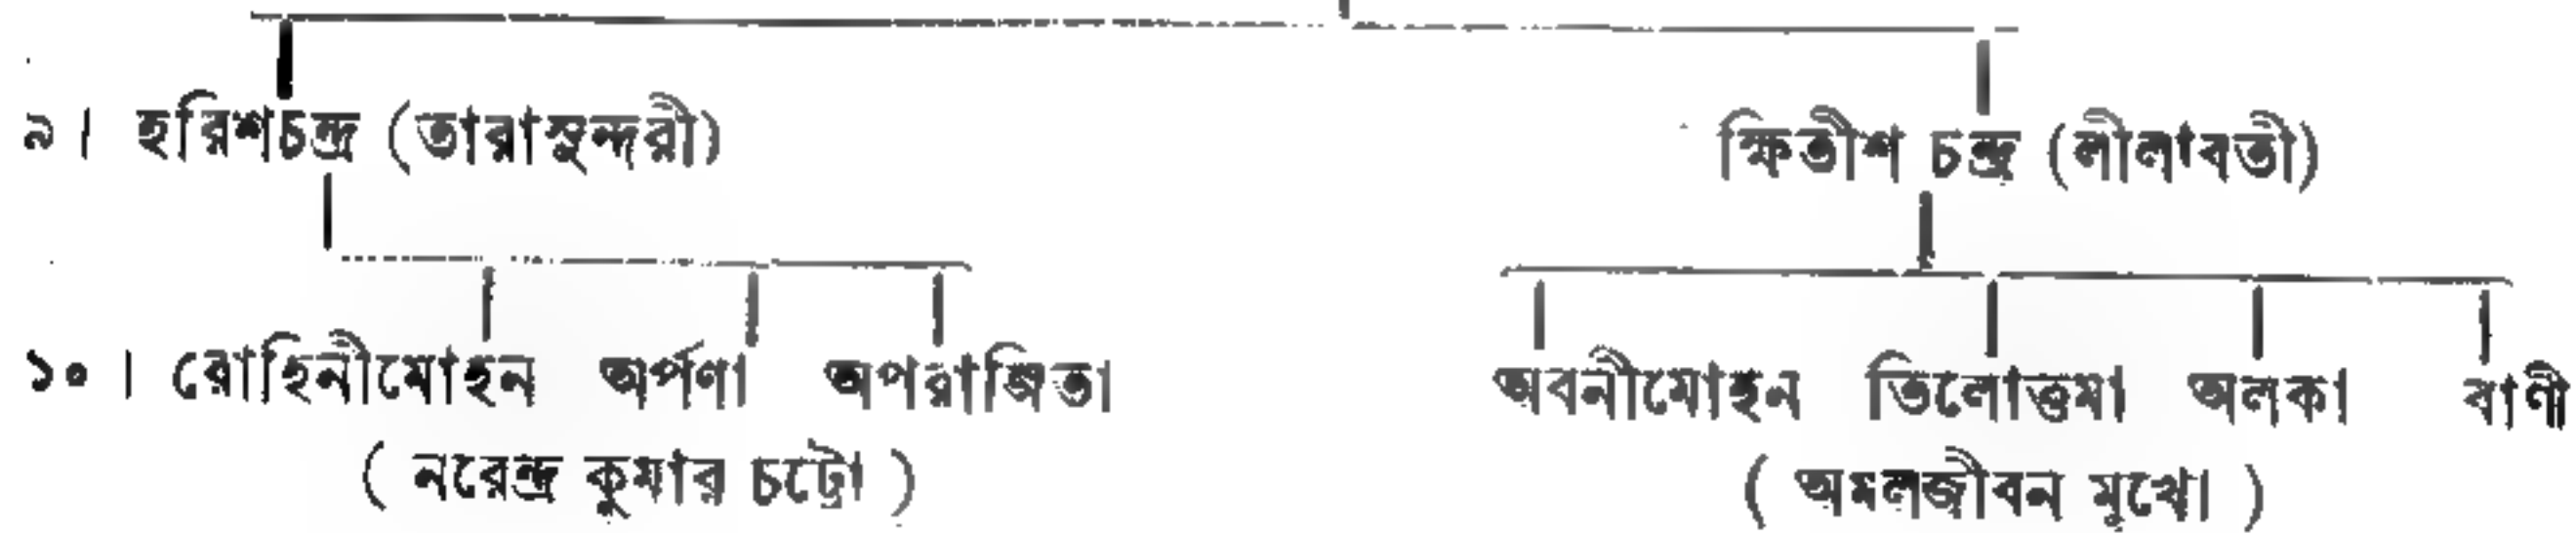 ৯। হরিশচন্দ্র (তারাসুন্দরী) ক্ষিতীশ চন্দ্র (লীলাবতী)
১০। রোহিনীমোহন অর্পণা অপরাজিতা অবনীমোহন তিলোত্তমা অলকা বাণী
( নরেন্দ্র কুমার চট্টো ) ( অমলজীবন মুখো )